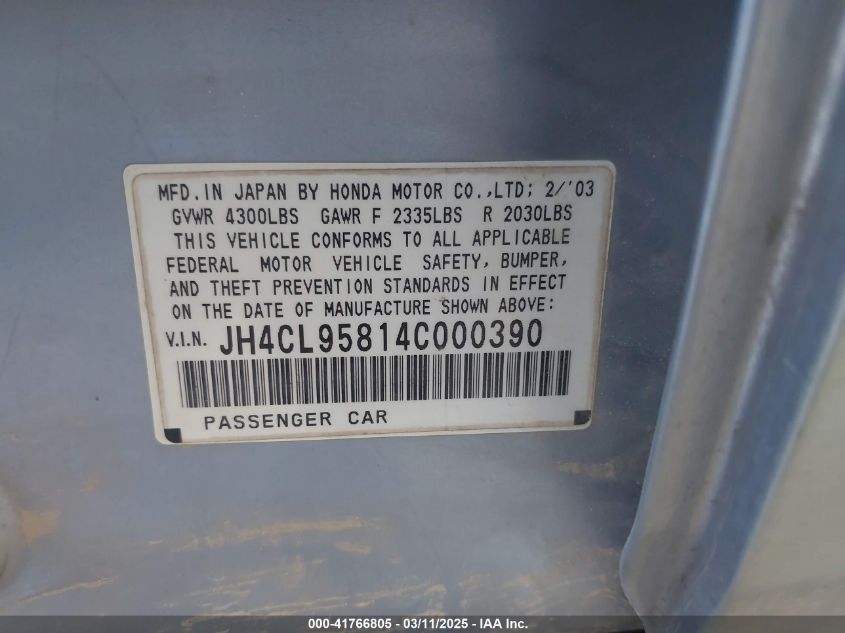 MFD. IN JAPAN BY HONDA MOTOR CO.,LTD; 2/'03
GVWR 4300LBS GAWR F 2335LBS R 2030LBS
THIS VEHICLE CONFORMS TO ALL APPLICABLE
FEDERAL MOTOR VEHICLE SAFETY, BUMPER,
AND THEFT PREVENTION STANDARDS IN EFFECT
ON THE DATE OF MANUFACTURE SHOWN ABOVE:
V.I.N. JH4CL95814C000390
PASSENGER CAR
000-41766805 - 03/11/2025 - IAA Inc.